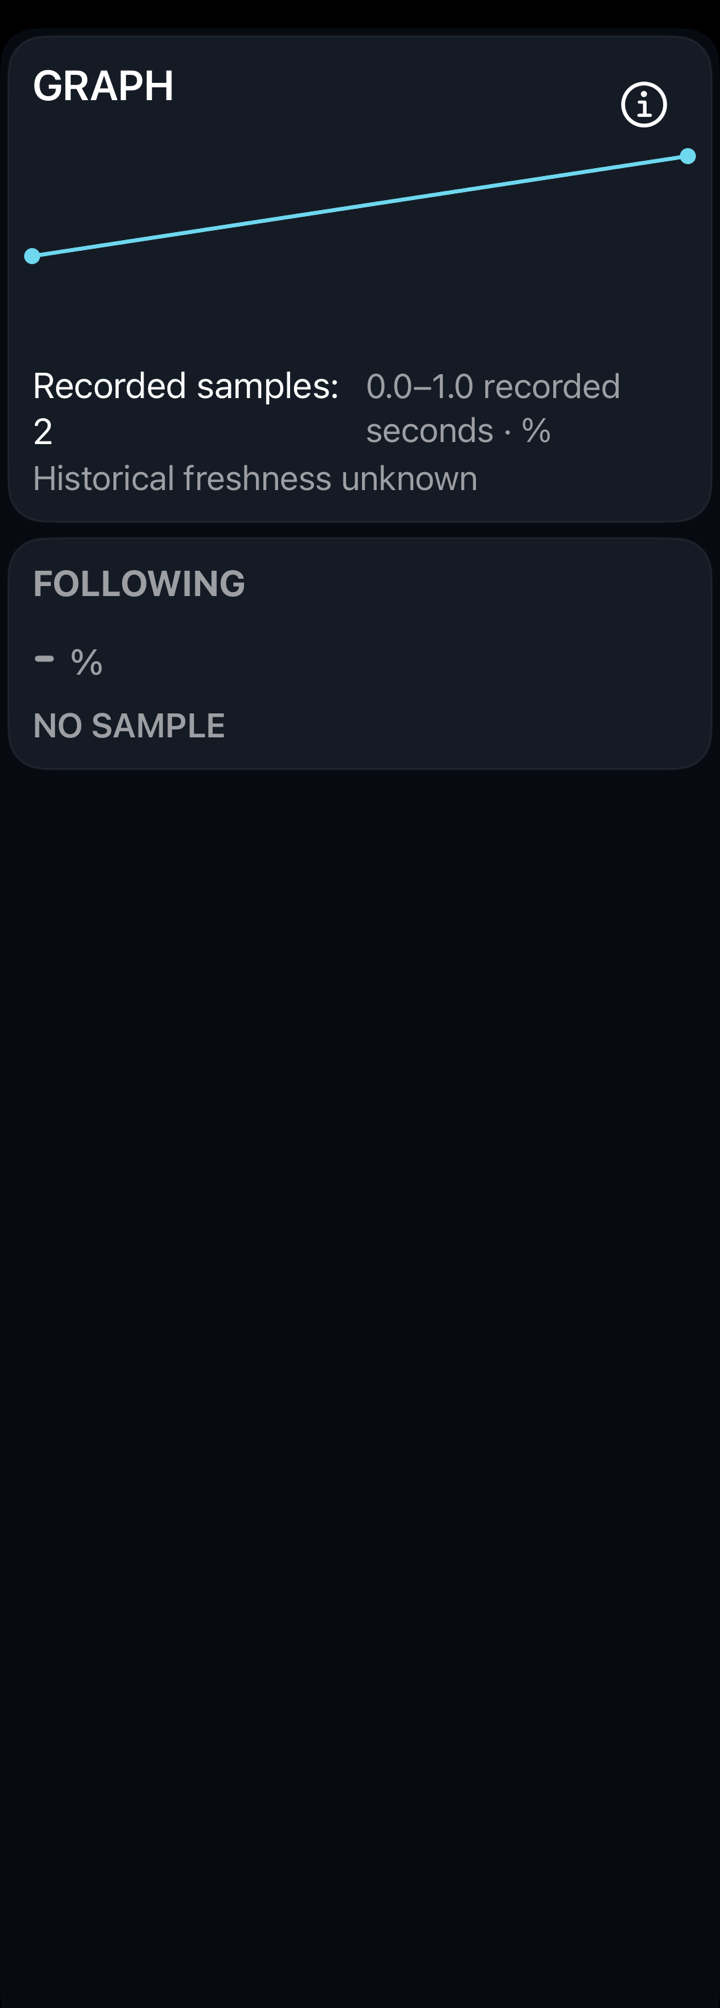 GRAPH
Recorded samples: 2
0.0–1.0 recorded seconds · %
Historical freshness unknown
FOLLOWING
- %
NO SAMPLE